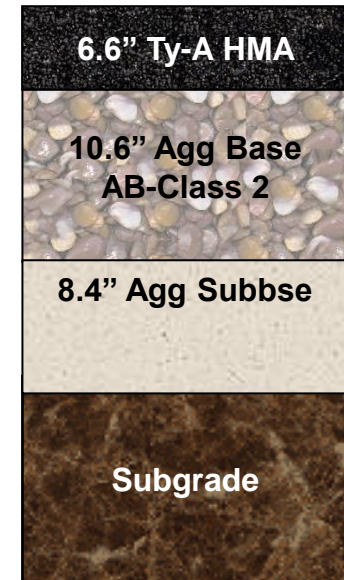 6.6” Ty-A HMA
10.6” Agg Base
AB-Class 2
8.4” Agg Subbse
Subgrade